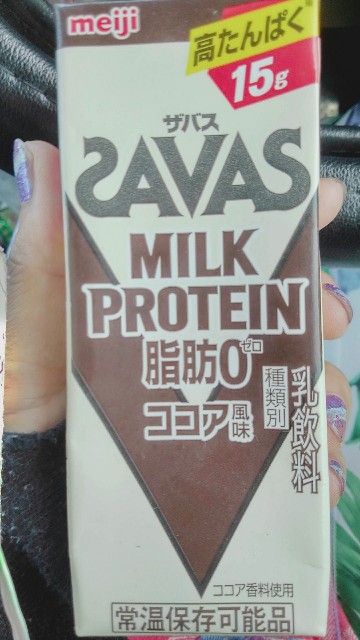 meiji
高たんぱく
15g
ザバス
SAVAS
MILK
PROTEIN
脂肪0
ゼロ
ココア風味
種類別
乳飲料
ココア香料使用
常温保存可能品